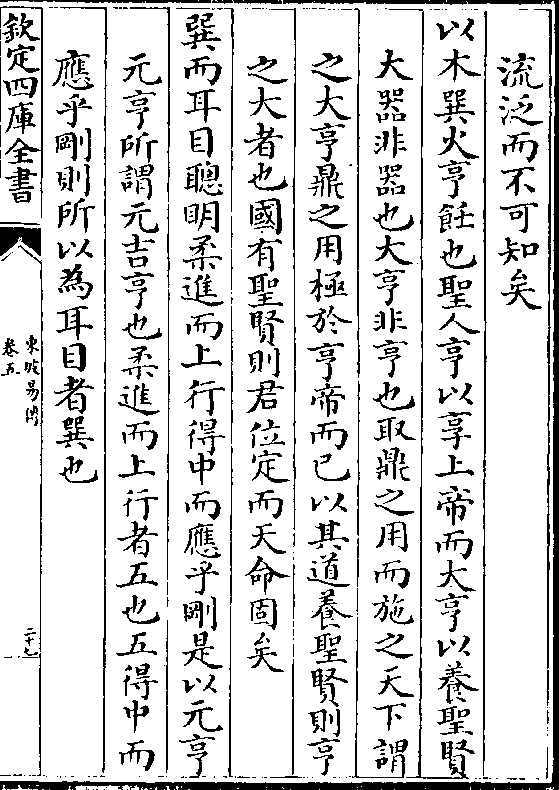 流泛而不可知矣
以木巽火亨飪也聖人亨以享上帝而大亨以養聖賢
大器非器也大亨非亨也取鼎之用而施之天下謂
之大亨鼎之用極於亨帝而已以其道養聖賢則亨
之大者也國有聖賢則君位定而天命固矣
巽而耳目聰明柔進而上行得中而應乎剛是以元亨
元亨所謂元吉亨也柔進而上行者五也五得中而
應乎剛則所以為耳目者巽也
欽定四庫全書
東坡易傳
卷五
二十七